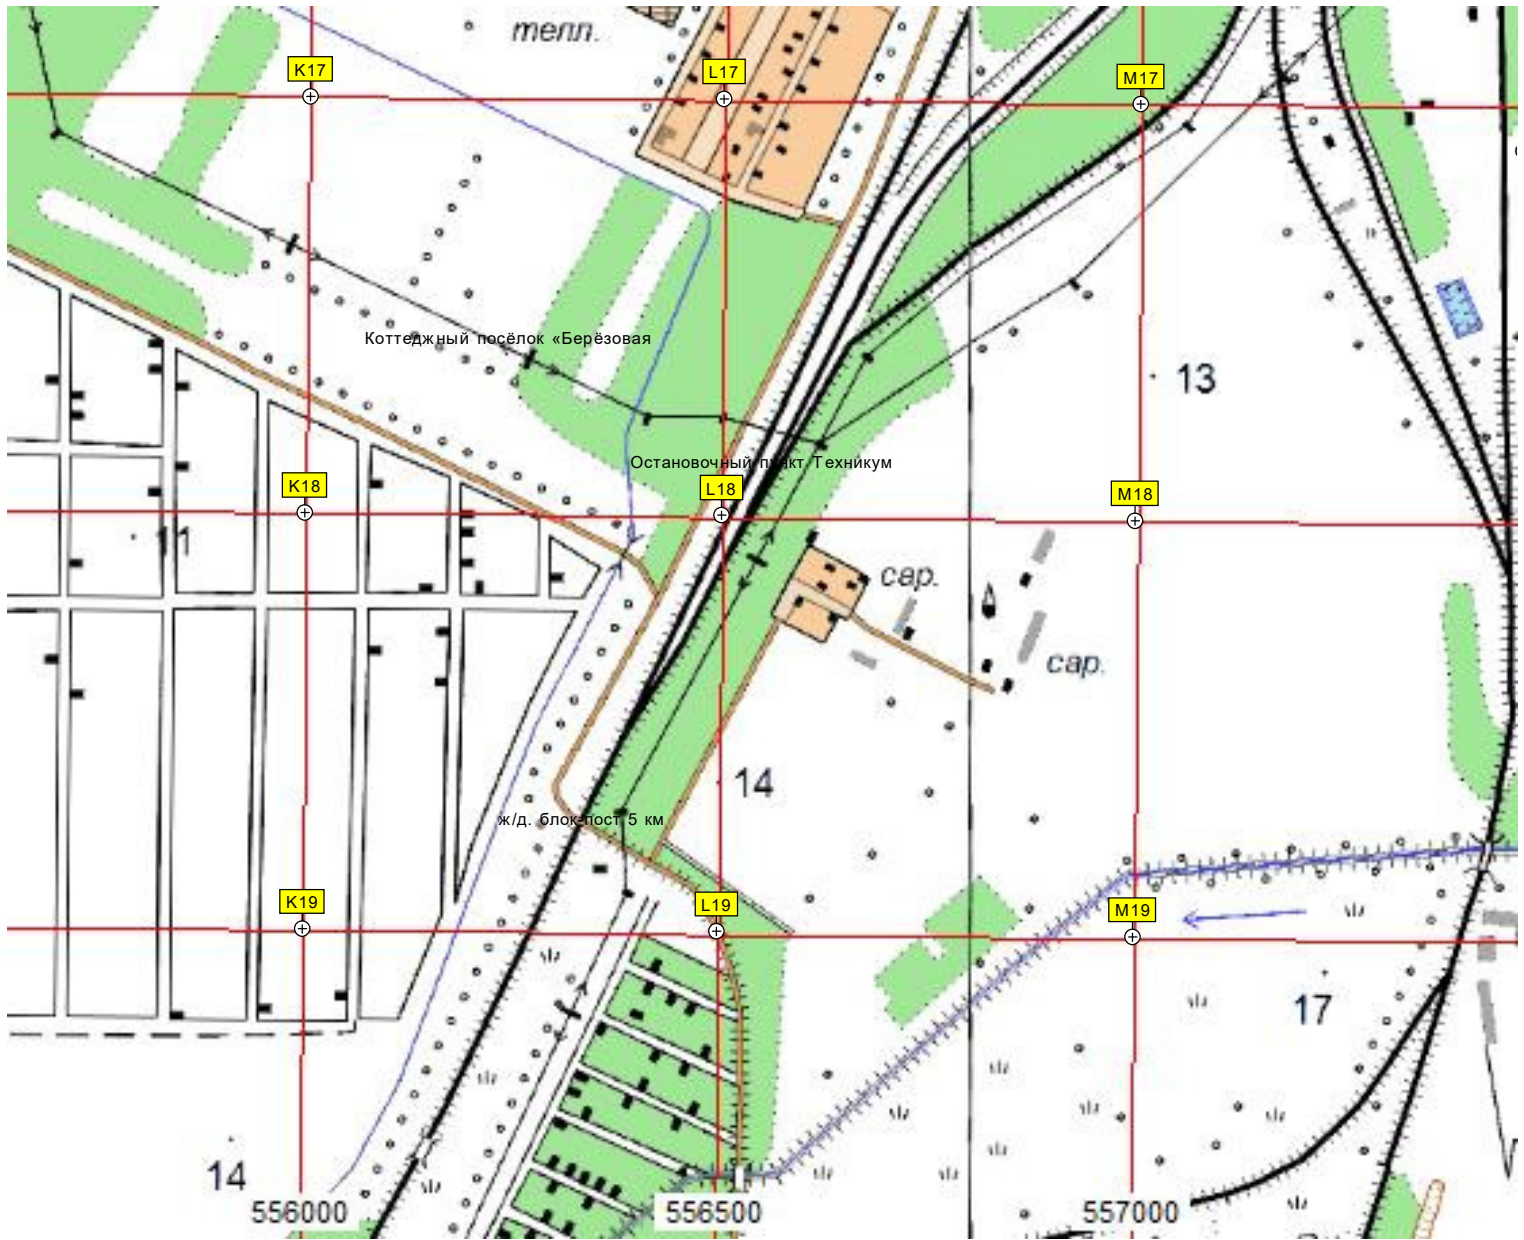 тепл.
K17
L17
M17
Коттеджный посёлок «Берёзовая
13
Остановочный пункт Техникум
K18
L18
M18
11
сар.
сар.
14
ж/д. блок-пост 5 км
K19
L19
M19
17
14
556000
556500
557000